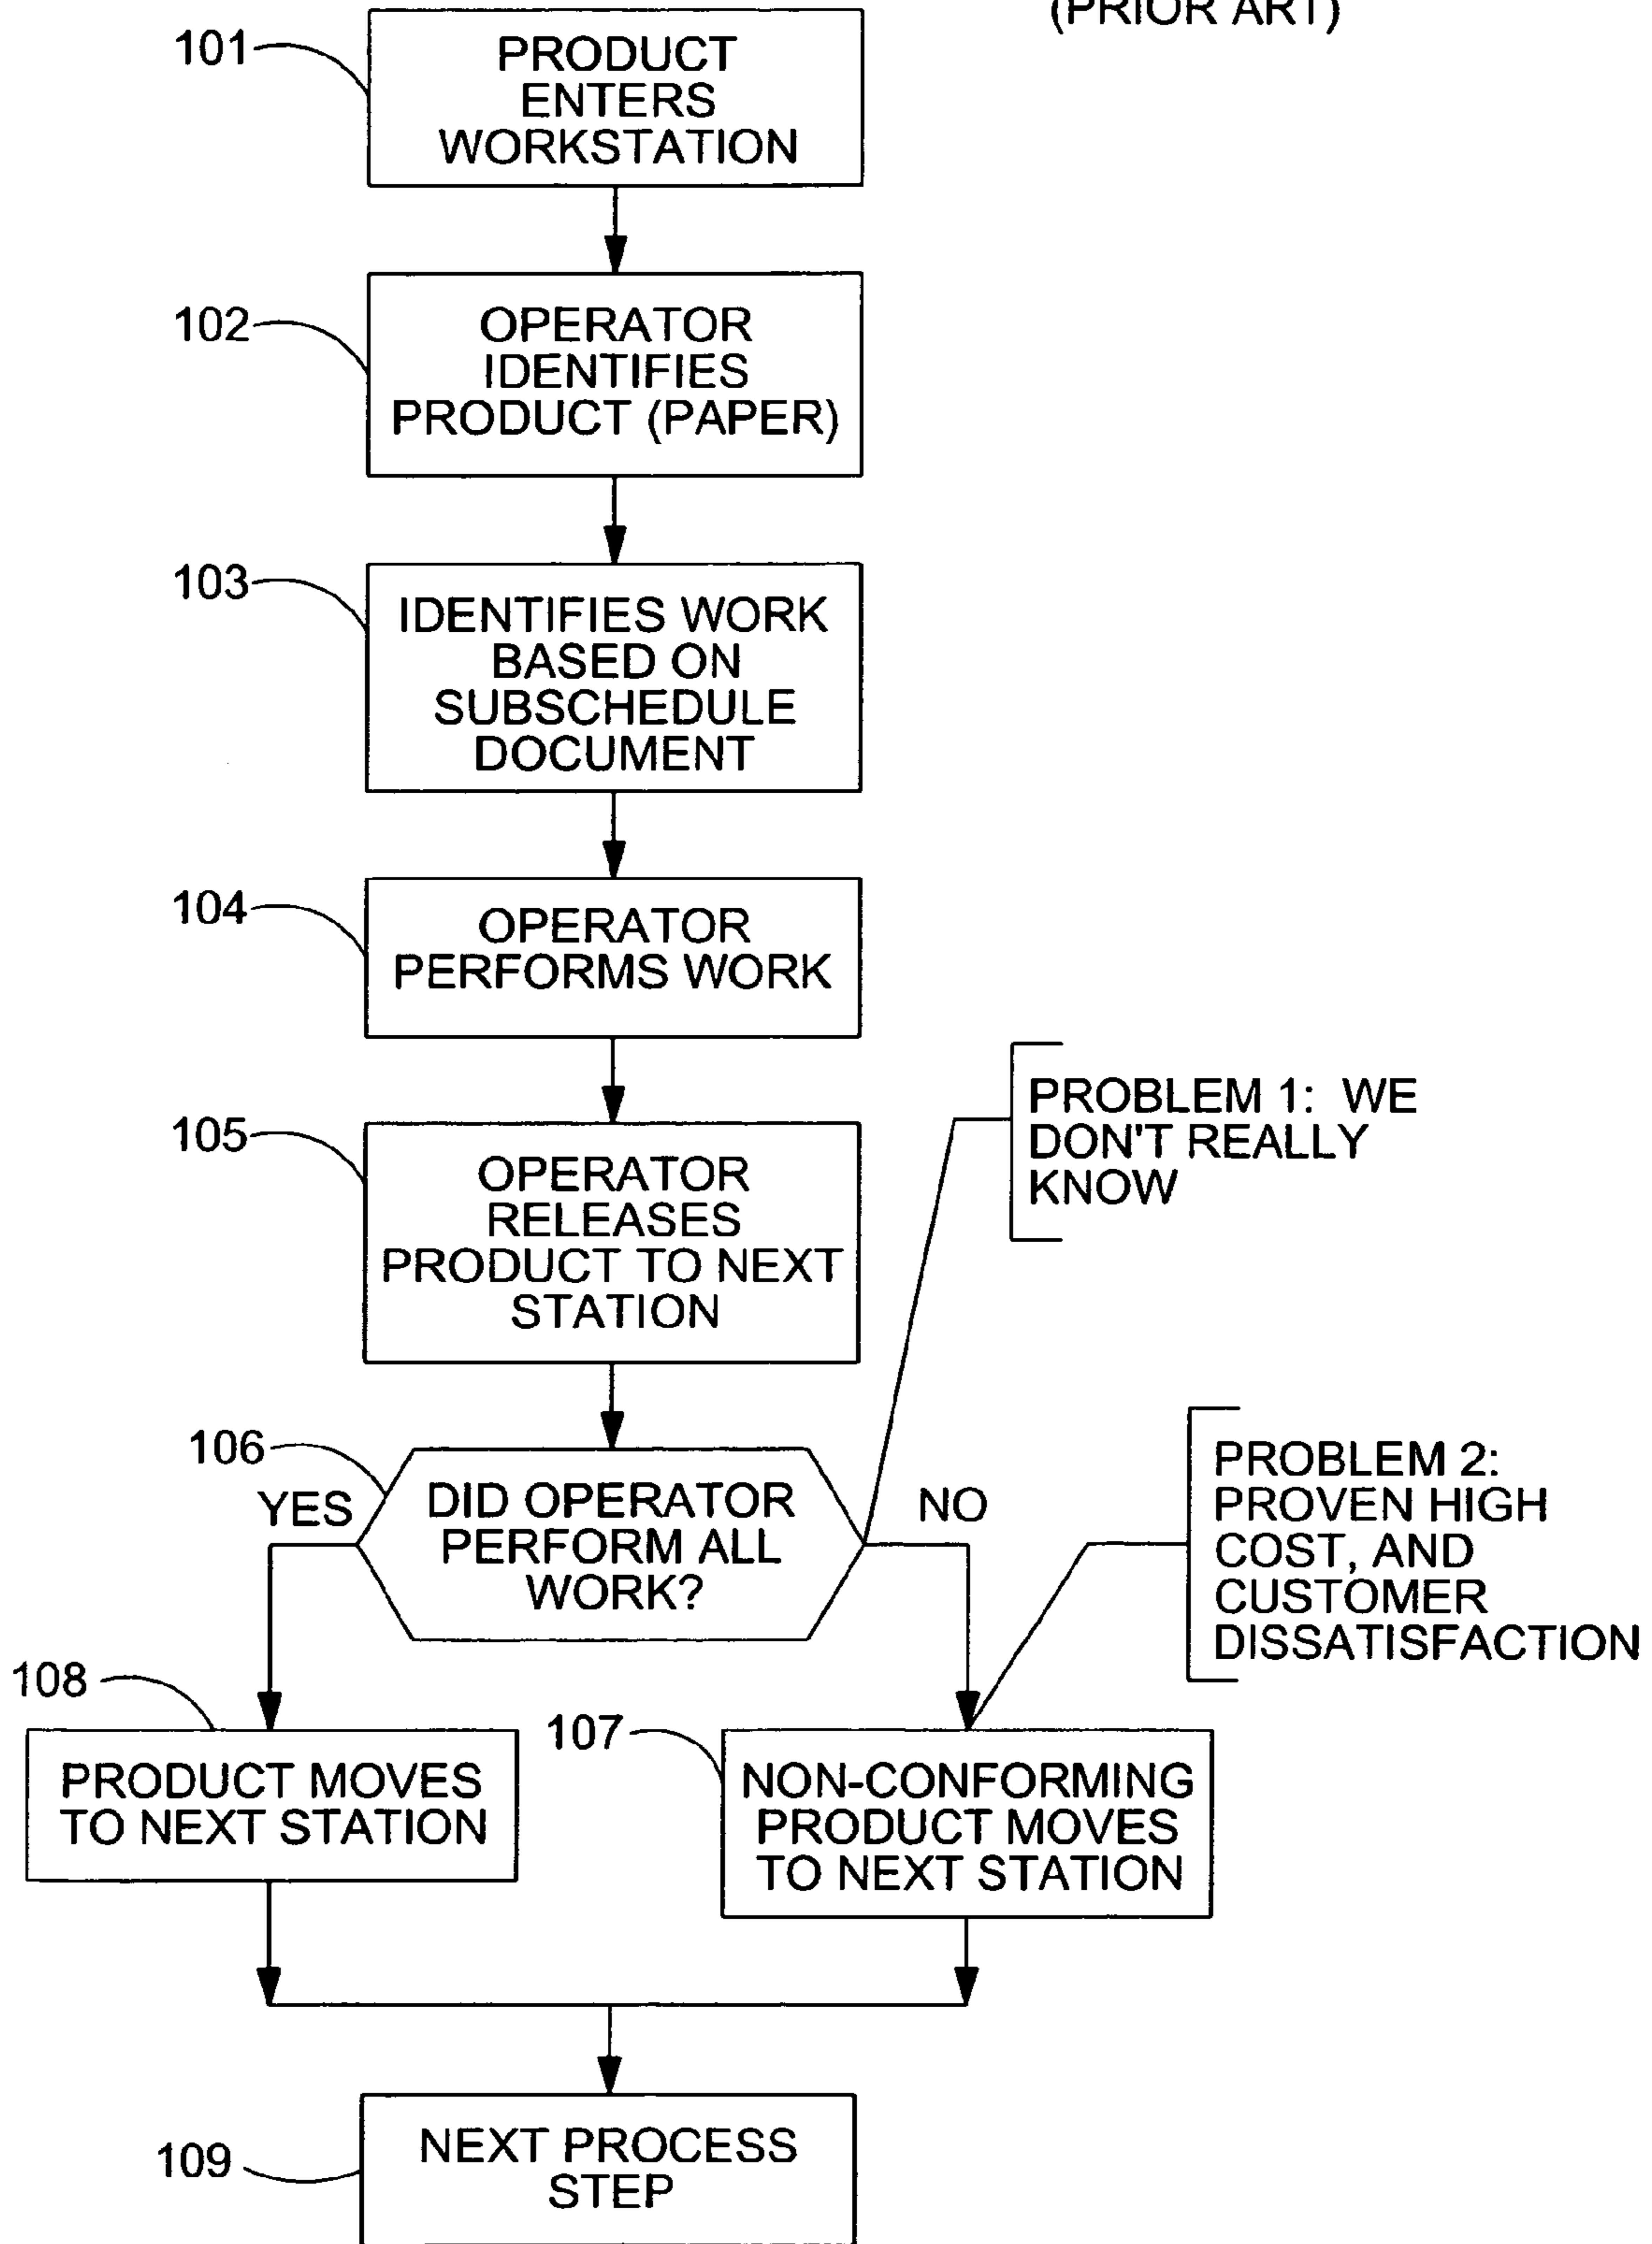 (PRIOR ART)
101
PRODUCT
ENTERS
WORKSTATION
102
OPERATOR
IDENTIFIES
PRODUCT (PAPER)
103
IDENTIFIES WORK
BASED ON
SUBSCHEDULE
DOCUMENT
104
OPERATOR
PERFORMS WORK
105
OPERATOR
RELEASES
PRODUCT TO NEXT
STATION
PROBLEM 1: WE
DON'T REALLY
KNOW
106
YES
DID OPERATOR
PERFORM ALL
WORK?
NO
PROBLEM 2:
PROVEN HIGH
COST, AND
CUSTOMER
DISSATISFACTION
108
PRODUCT MOVES
TO NEXT STATION
107
NON-CONFORMING
PRODUCT MOVES
TO NEXT STATION
109
NEXT PROCESS
STEP